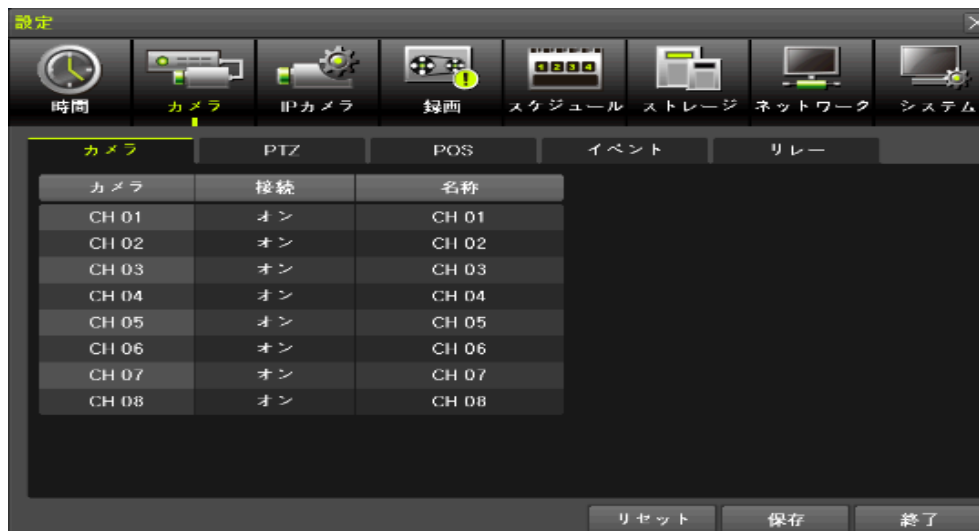 設定
時間 カメラ IPカメラ 録画 スケジュール ストレージ ネットワーク システム
カメラ PTZ POS イベント リレー
カメラ 接続 名称
CH 01 オン CH 01
CH 02 オン CH 02
CH 03 オン CH 03
CH 04 オン CH 04
CH 05 オン CH 05
CH 06 オン CH 06
CH 07 オン CH 07
CH 08 オン CH 08
リセット 保存 終了